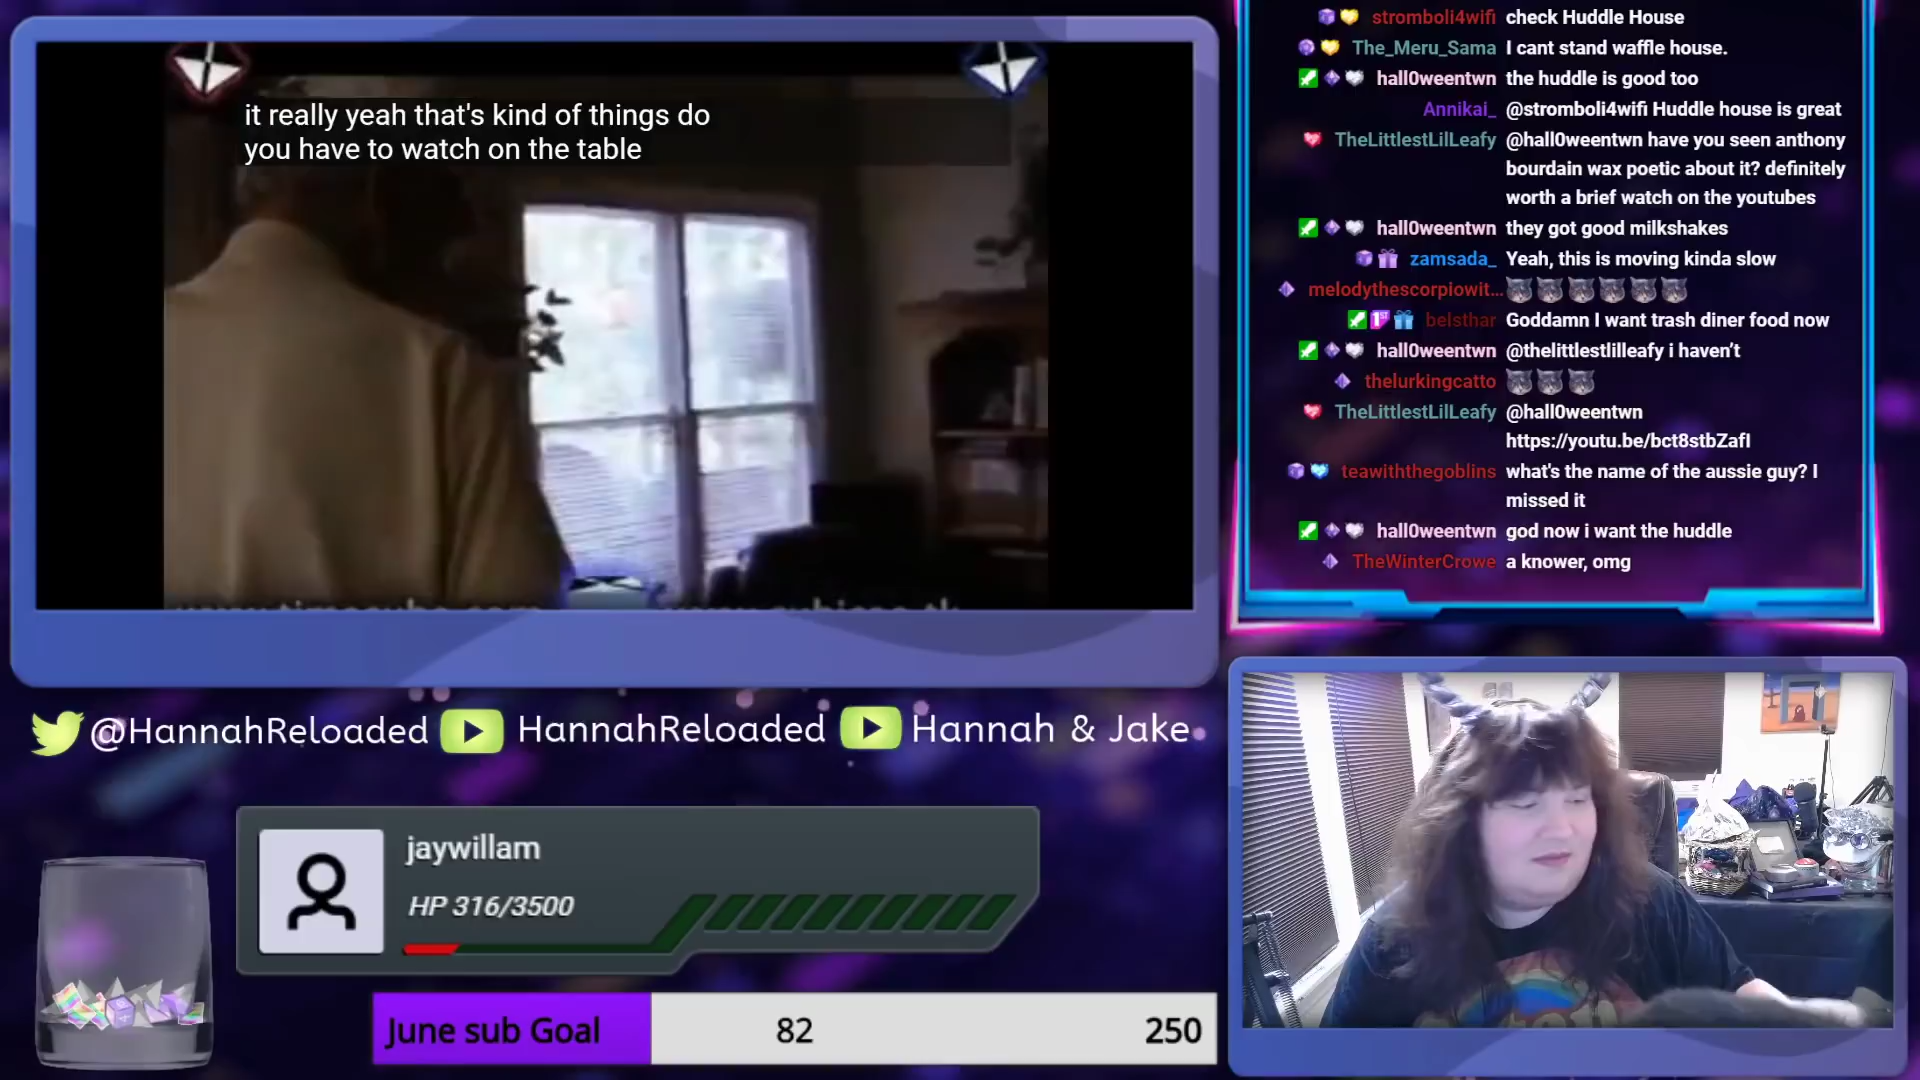 it really yeah that's kind of things do
you have to watch on the table
@HannahReloaded HannahReloaded Hannah & Jake
jaywillam
HP 316/3500
June sub Goal 82 250
stromboli4wifi check Huddle House
The_Meru_Sama I cant stand waffle house.
hall0weentwn the huddle is good too
Annikai_ @stromboli4wifi Huddle house is great
TheLittlestLilLeafy @hall0weentwn have you seen anthony
bourdain wax poetic about it? definitely
worth a brief watch on the youtubes
hall0weentwn they got good milkshakes
zamsada_ Yeah, this is moving kinda slow
melodythescorpiowit...
belsthar Goddamn I want trash diner food now
hall0weentwn @thelittlestlilleafy i haven't
thelurkingcatto
TheLittlestLilLeafy @hall0weentwn
https://youtu.be/bct8stbZafI
teawiththegoblins what's the name of the aussie guy? I
missed it
hall0weentwn god now i want the huddle
TheWinterCrowe a knower, omg